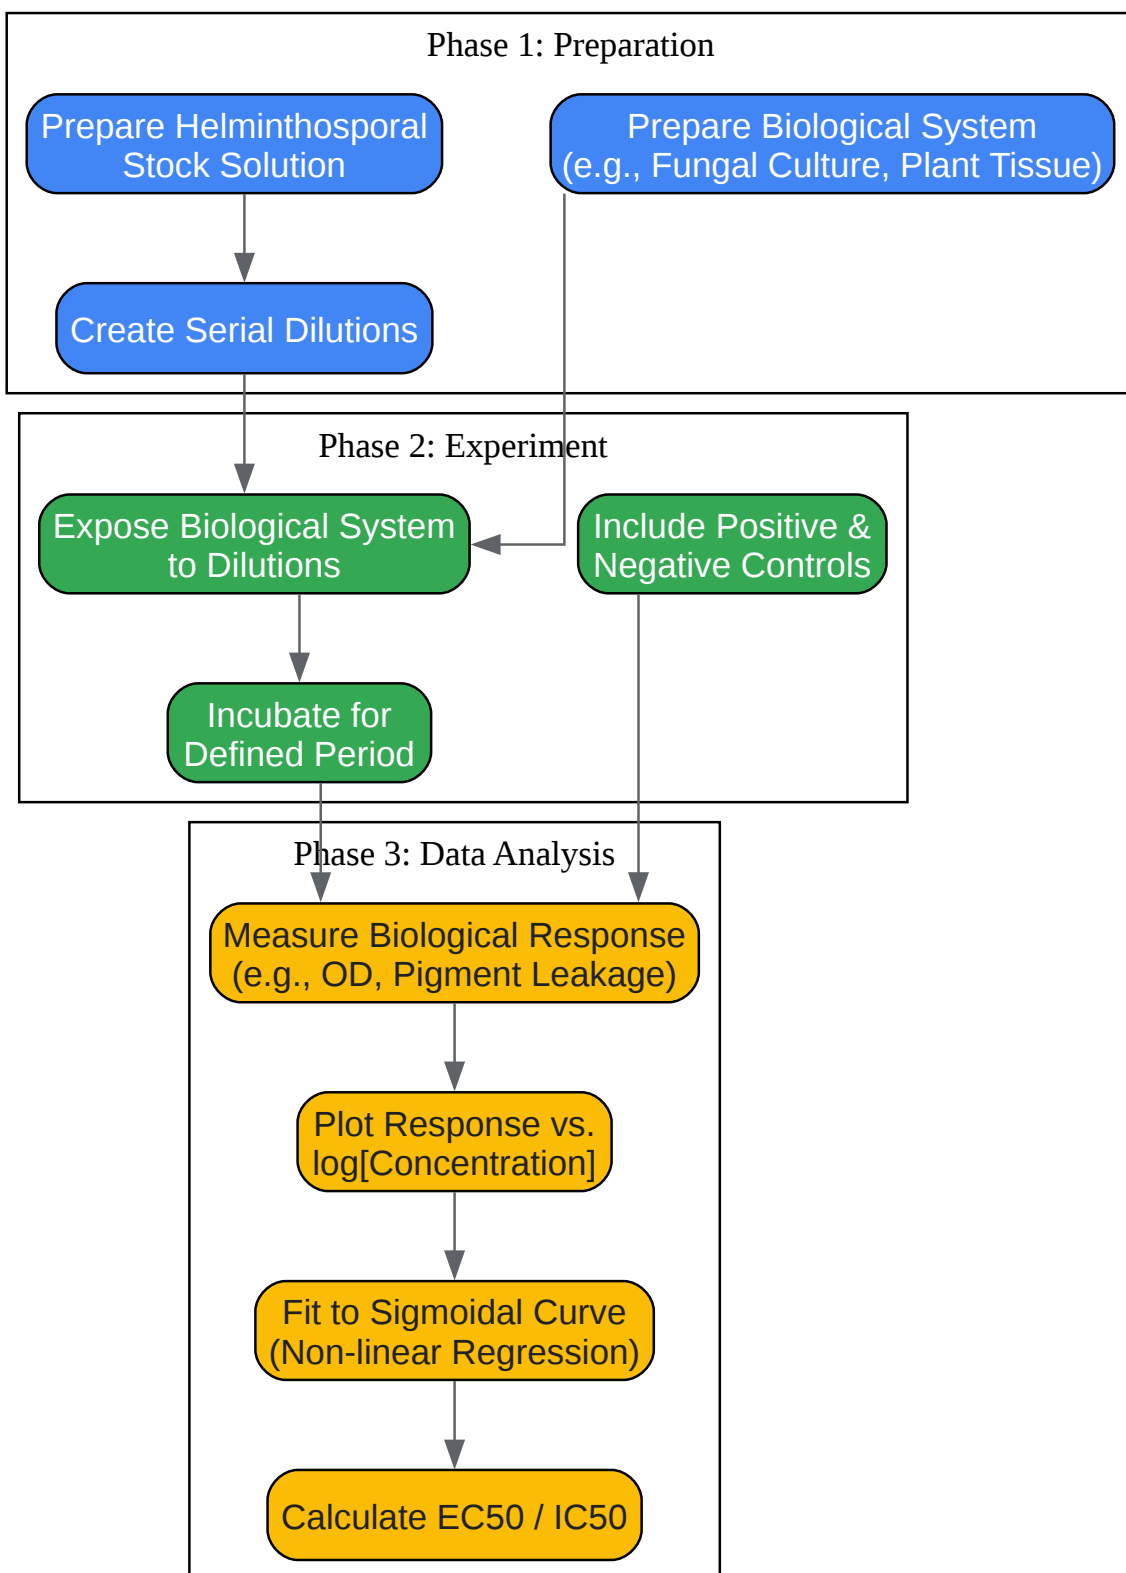 Phase 1: Preparation
Prepare Helminthosporal
Stock Solution
Prepare Biological System
(e.g., Fungal Culture, Plant Tissue)
Create Serial Dilutions
Phase 2: Experiment
Expose Biological System
to Dilutions
Include Positive &
Negative Controls
Incubate for
Defined Period
Phase 3: Data Analysis
Measure Biological Response
(e.g., OD, Pigment Leakage)
Plot Response vs.
log[Concentration]
Fit to Sigmoidal Curve
(Non-linear Regression)
Calculate EC50 / IC50